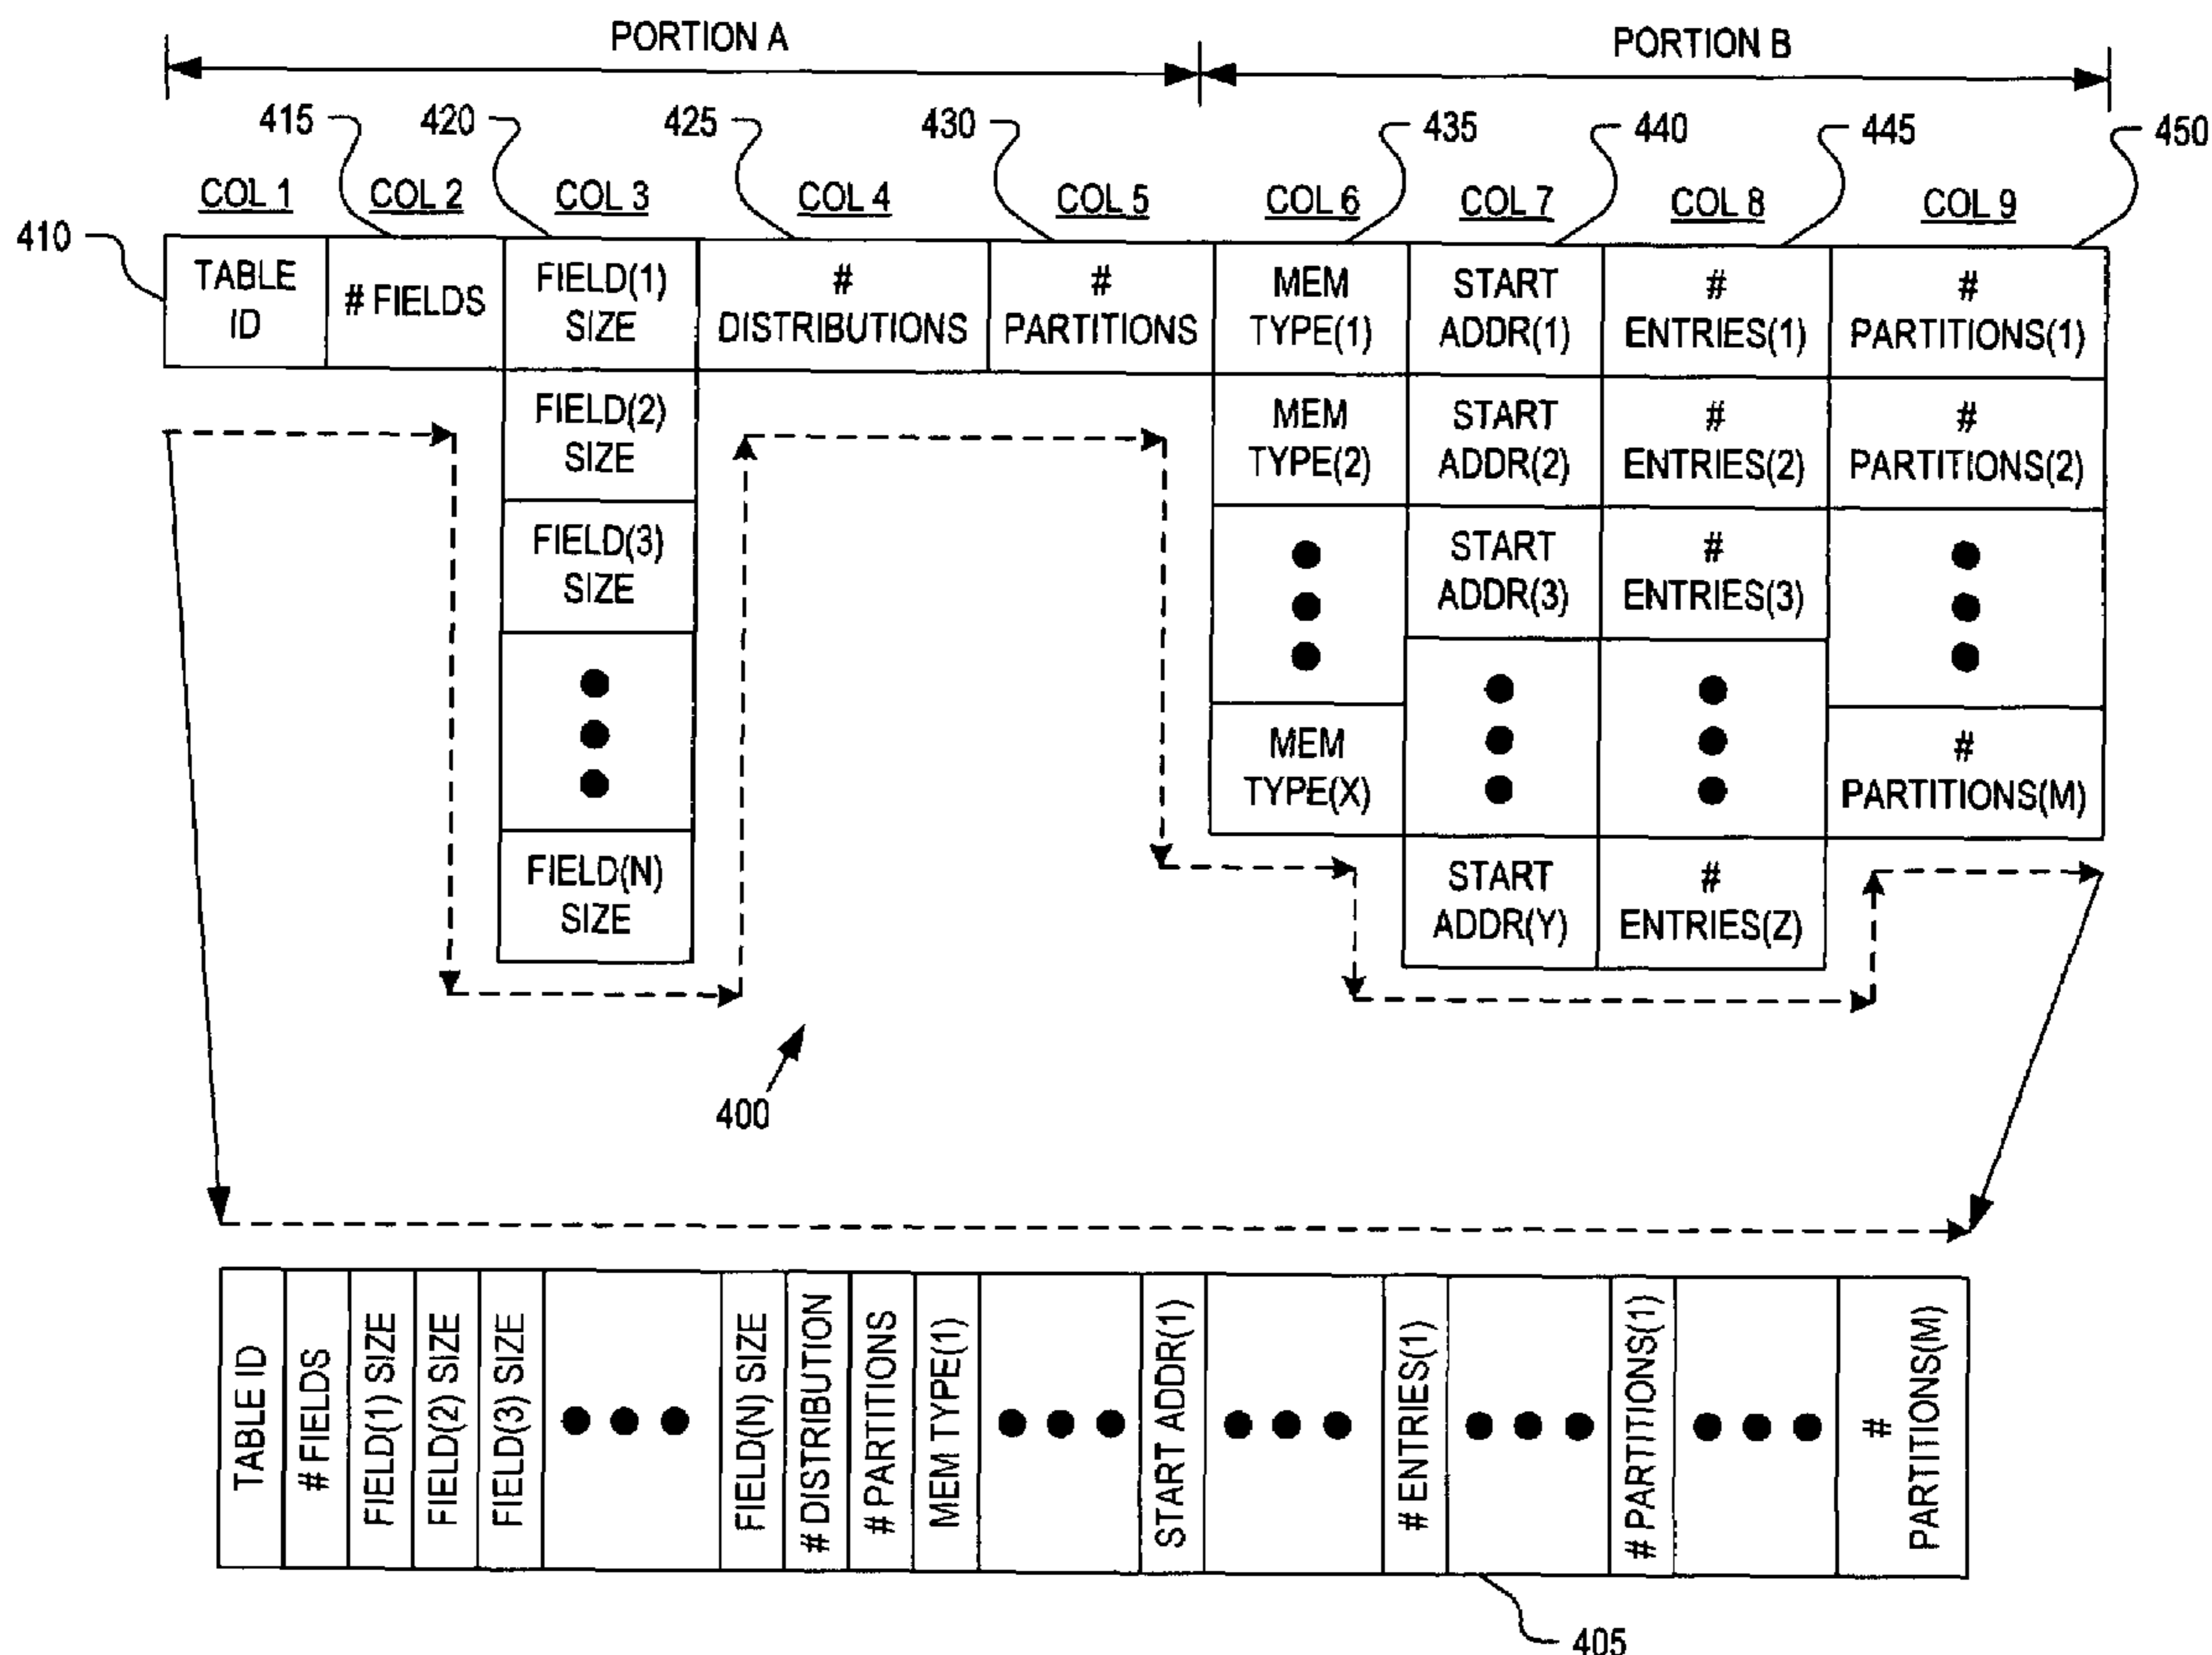 PORTION A
PORTION B
415
420
425
430
435
440
445
450
COL 1
COL 2
COL 3
COL 4
COL 5
COL 6
COL 7
COL 8
COL 9
410
TABLE
ID
# FIELDS
FIELD(1)
SIZE
#
DISTRIBUTIONS
#
PARTITIONS
MEM
TYPE(1)
START
ADDR(1)
#
ENTRIES(1)
#
PARTITIONS(1)
FIELD(2)
SIZE
MEM
TYPE(2)
START
ADDR(2)
#
ENTRIES(2)
#
PARTITIONS(2)
FIELD(3)
SIZE
START
ADDR(3)
#
ENTRIES(3)
MEM
TYPE(X)
#
PARTITIONS(M)
FIELD(N)
SIZE
START
ADDR(Y)
#
ENTRIES(Z)
400
TABLE ID
# FIELDS
FIELD(1) SIZE
FIELD(2) SIZE
FIELD(3) SIZE
FIELD(N) SIZE
# DISTRIBUTION
# PARTITIONS
MEM TYPE(1)
START ADDR(1)
# ENTRIES(1)
# PARTITIONS(1)
#
PARTITIONS(M)
405